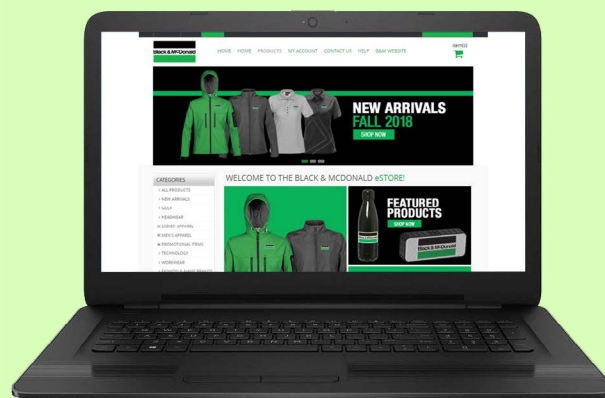 ITEM(S)
Black & McDonald
HOME HOME PRODUCTS MY ACCOUNT CONTACT US HELP B&M WEBSITE
NEW ARRIVALS
FALL 2018
SHOP NOW
CATEGORIES
WELCOME TO THE BLACK & MCDONALD eSTORE!
ALL PRODUCTS
NEW ARRIVALS
GOLF
HEADWEAR
LADIES' APPAREL
MEN'S APPAREL
PROMOTIONAL ITEMS
TECHNOLOGY
WORKWEAR
FEATURED
PRODUCTS
SHOP NOW
Black & McDonald